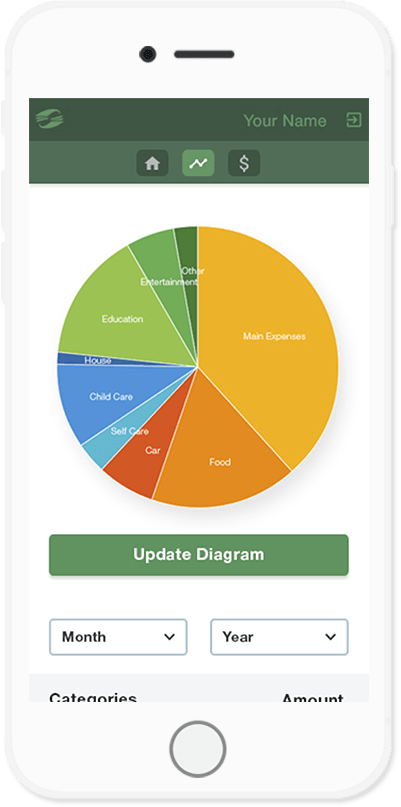 Your Name
$
Other
Entertainment
Main Expenses
Education
House
Child Care
Self Care
Car
Food
Update Diagram
Month
Year
Categories
Amount